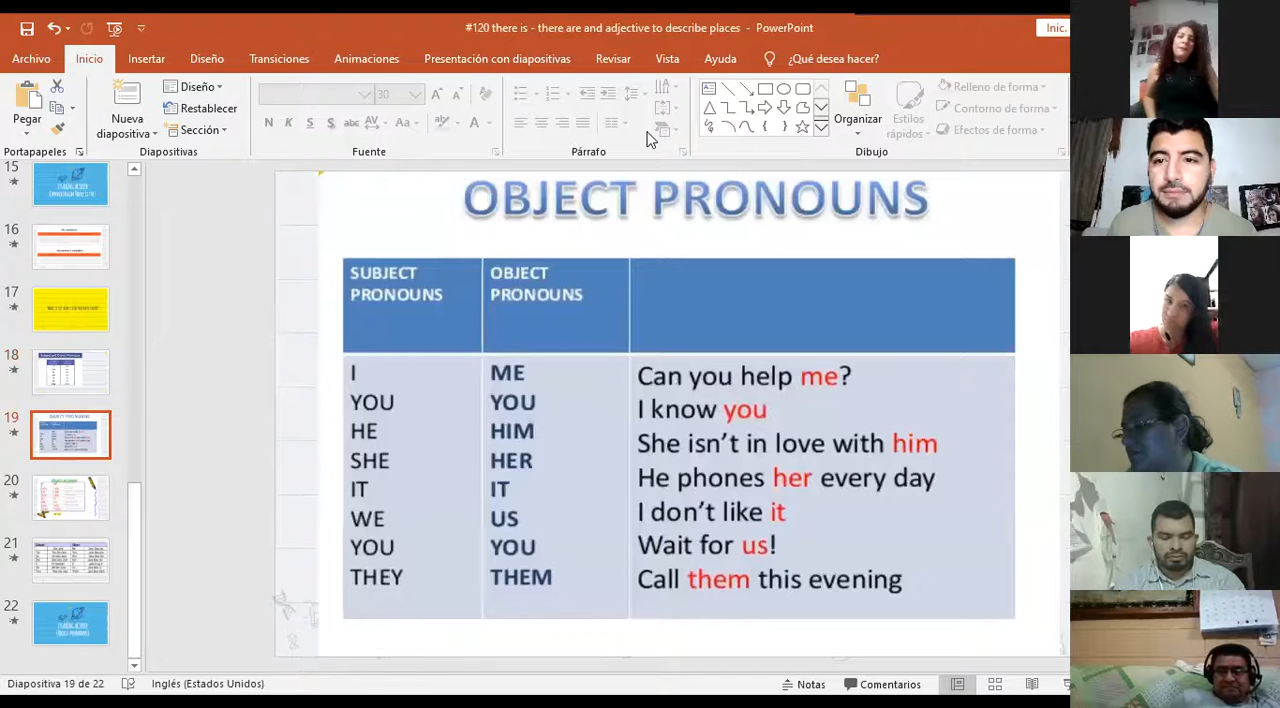 #120 there is - there are and adjective to describe places - PowerPoint
Inic.
Archivo Inicio Insertar Diseño Transiciones Animaciones Presentación con diapositivas Revisar Vista Ayuda ¿Qué desea hacer?
Pegar
Nueva diapositiva
Diseño
Restablecer
Sección
30
N K S S abc AV Aa A
Organizar
Estilos rápidos
Relleno de forma
Contorno de forma
Efectos de forma
Portapapeles Diapositivas Fuente Párrafo Dibujo
15
16
17
18
19
20
21
22
OBJECT PRONOUNS
SUBJECT PRONOUNS
OBJECT PRONOUNS
I ME Can you help me?
YOU YOU I know you
HE HIM She isn't in love with him
SHE HER He phones her every day
IT IT I don't like it
WE US Wait for us!
YOU YOU
THEY THEM Call them this evening
Diapositiva 19 de 22 Inglés (Estados Unidos) Notas Comentarios